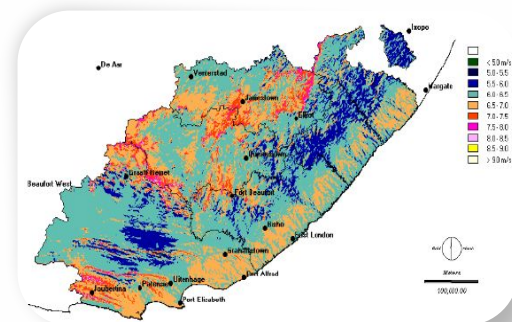 Ixopo
De Aar
Venterstad
Margate
Jamestown
Elliot
Queenstown
Graaff-Reinet
Beaufort West
Fort Beaufort
Bisho
East London
Grahamstown
Port Alfred
Uitenhage
Patensie
Joubertina
Port Elizabeth
< 5.0 m/s
5.0-5.5
5.5-6.0
6.0-6.5
6.5-7.0
7.0-7.5
7.5-8.0
8.0-8.5
8.5-9.0
> 9.0 m/s
Meters
100,000.00